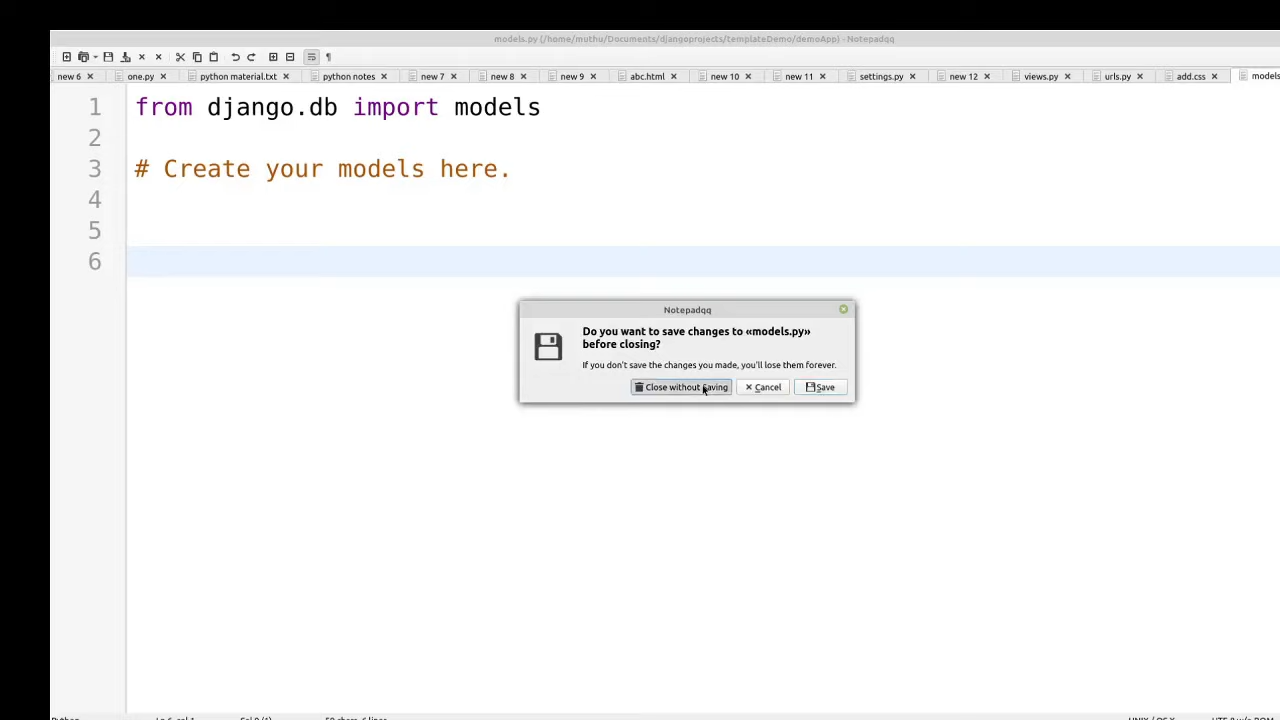 models.py (/home/muthu/Documents/djangoprojects/templateDemo/demoApp) - Notepadqq
new 6 one.py python material.txt python notes new 7 new 8 new 9 abc.html new 10 new 11 settings.py new 12 views.py urls.py add.css models
1 from django.db import models
2
3 # Create your models here.
4
5
6
Notepadqq
Do you want to save changes to «models.py»
before closing?
If you don't save the changes you made, you'll lose them forever.
Close without Saving Cancel Save